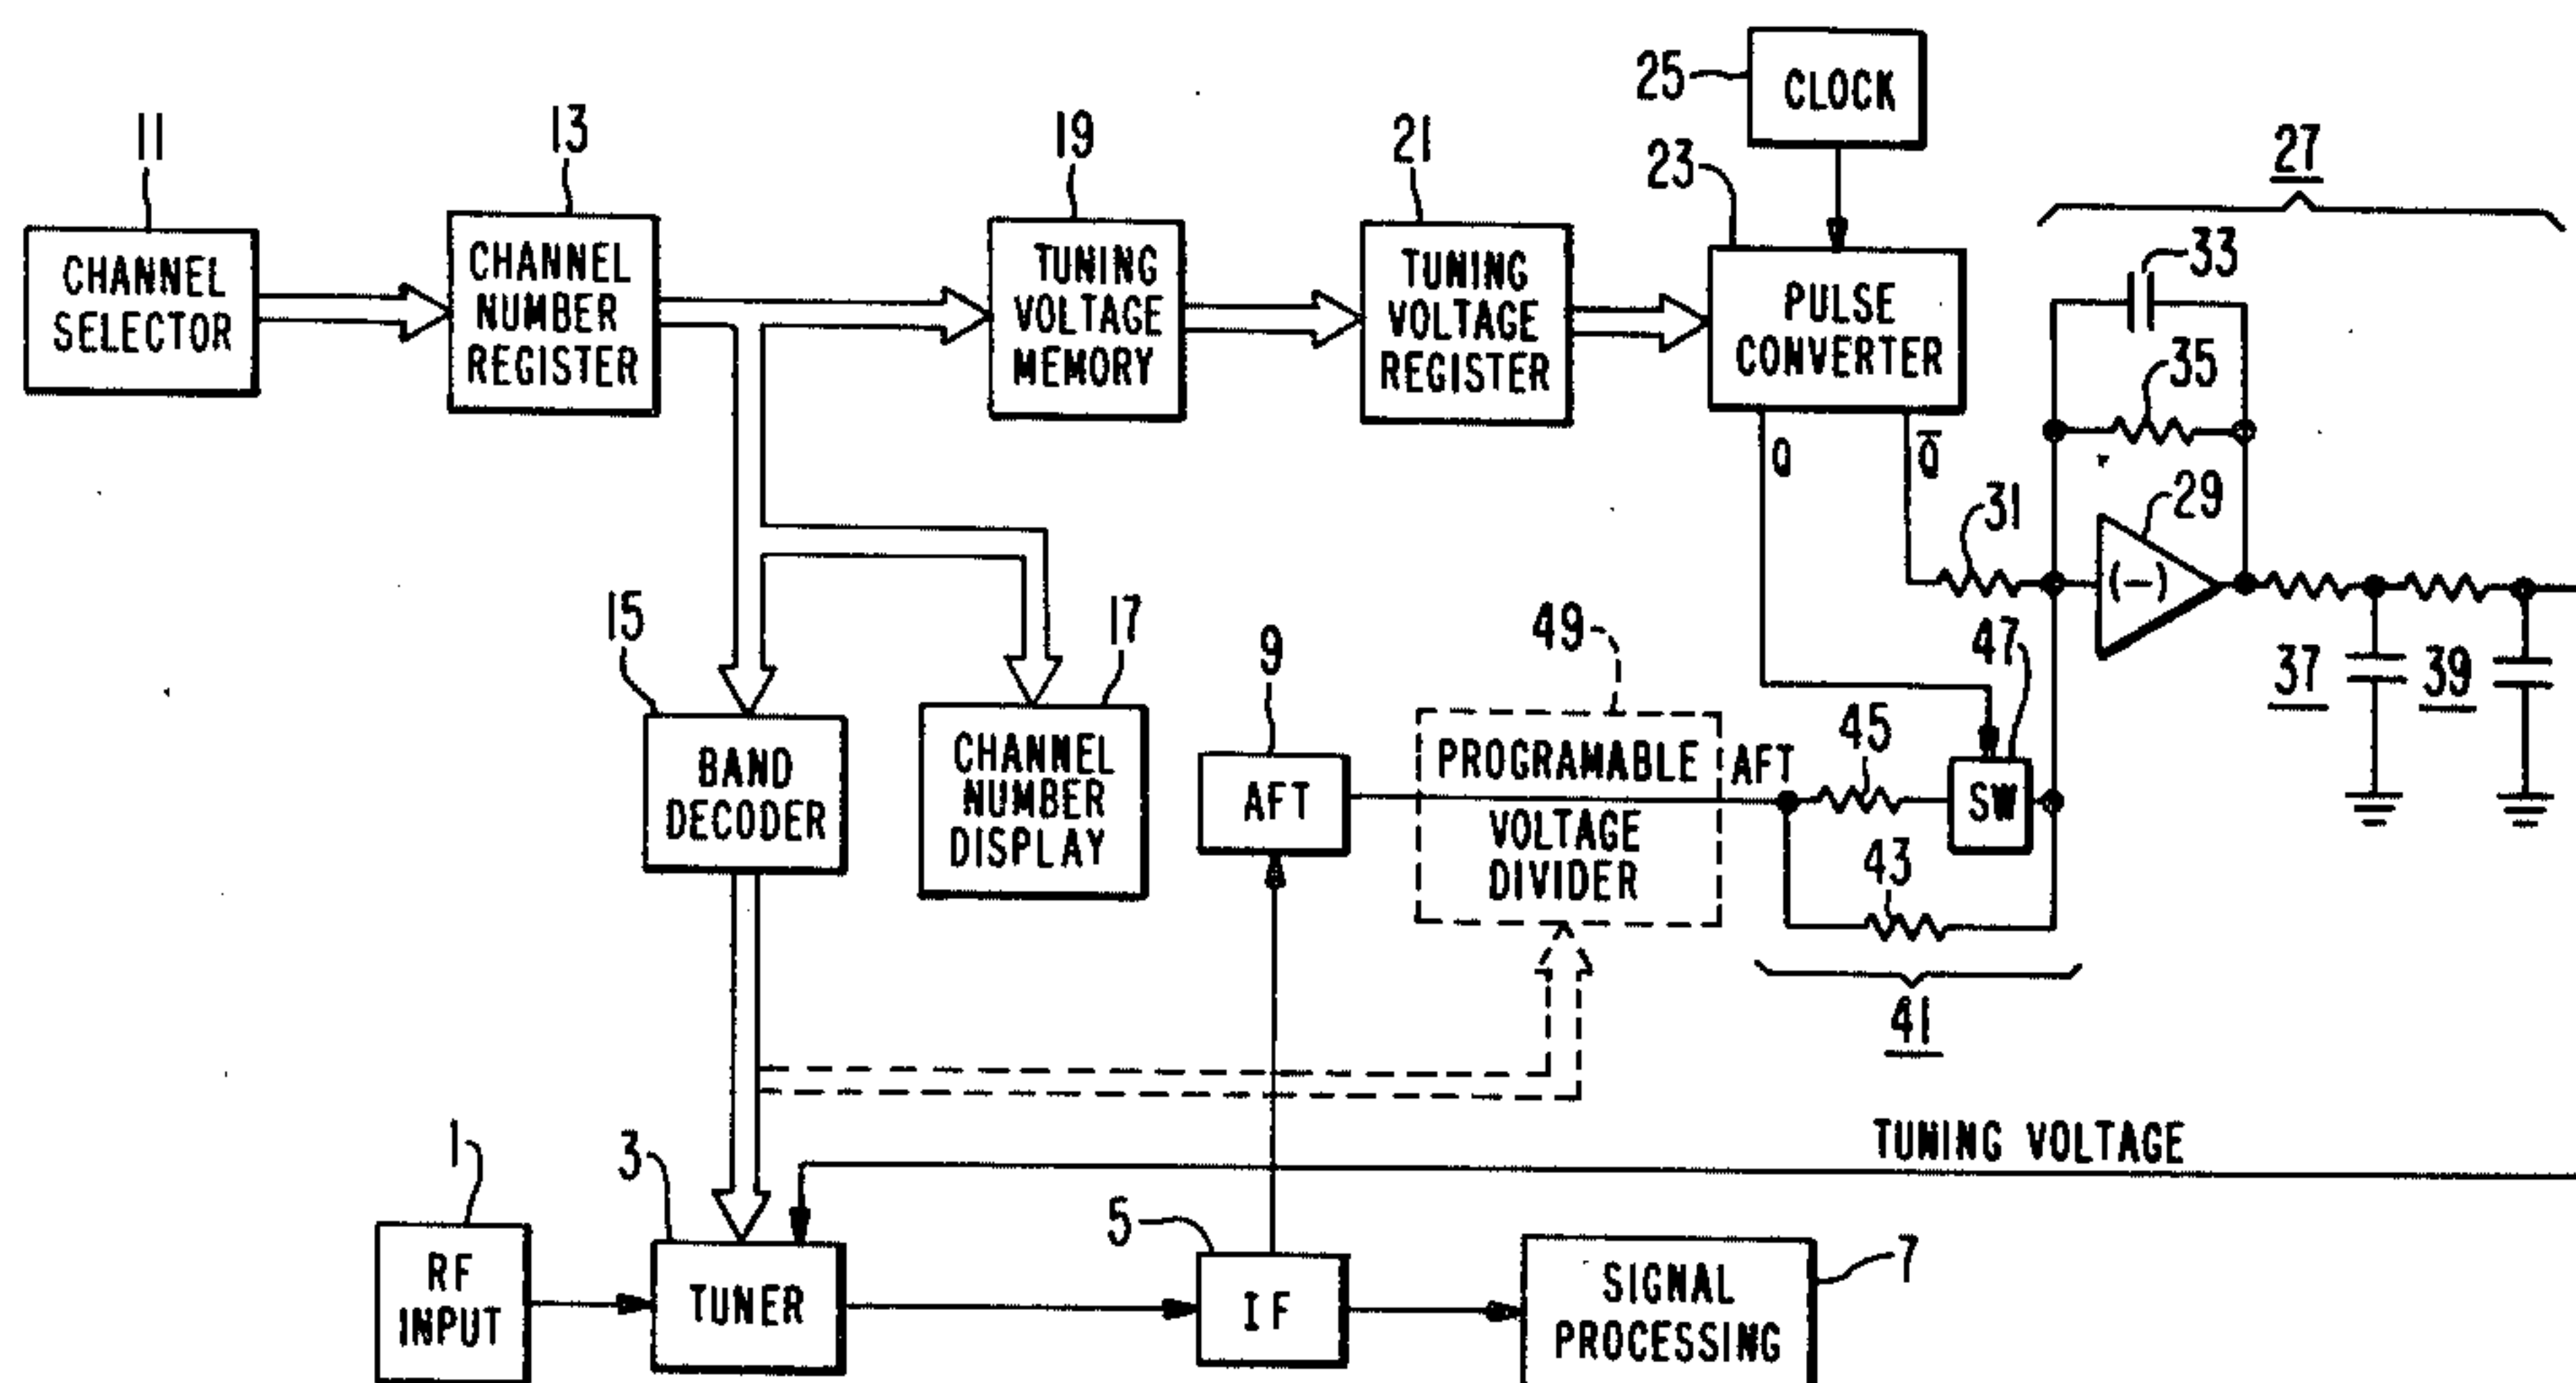 25
CLOCK
11
13
19
21
23
27
CHANNEL
SELECTOR
CHANNEL
NUMBER
REGISTER
TUNING
VOLTAGE
MEMORY
TUNING
VOLTAGE
REGISTER
PULSE
CONVERTER
33
35
Q
Q̅
31
29
(-)
15
17
9
49
47
37
39
BAND
DECODER
CHANNEL
NUMBER
DISPLAY
AFT
PROGRAMABLE
VOLTAGE
DIVIDER
AFT
45
SW
43
41
TUNING VOLTAGE
1
3
5
7
RF
INPUT
TUNER
IF
SIGNAL
PROCESSING